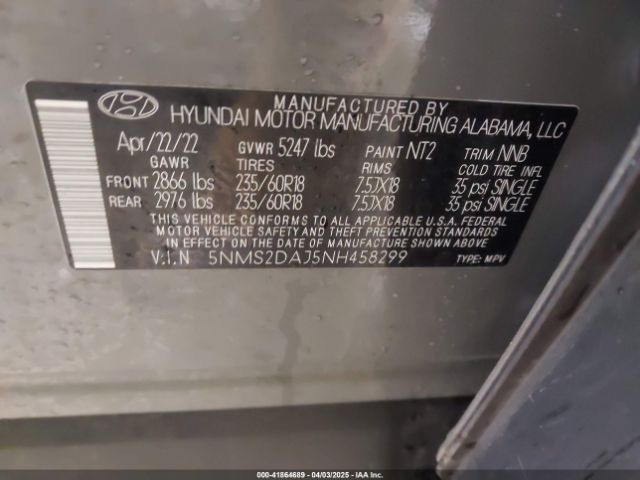 MANUFACTURED BY
HYUNDAI MOTOR MANUFACTURING ALABAMA, LLC
Apr/22/22 GVWR 5247 lbs PAINT NT2 TRIM NNB
GAWR TIRES RIMS COLD TIRE INFL
FRONT 2866 lbs 235/60R18 7.5JX18 35 psi SINGLE
REAR 2976 lbs 235/60R18 7.5JX18 35 psi SINGLE
THIS VEHICLE CONFORMS TO ALL APPLICABLE U.S.A. FEDERAL
MOTOR VEHICLE SAFETY AND THEFT PREVENTION STANDARDS
IN EFFECT ON THE DATE OF MANUFACTURE SHOWN ABOVE.
V.I.N 5NMS2DAJ5NH458299 TYPE: MPV
000-41864689 - 04/03/2025 - IAA Inc.